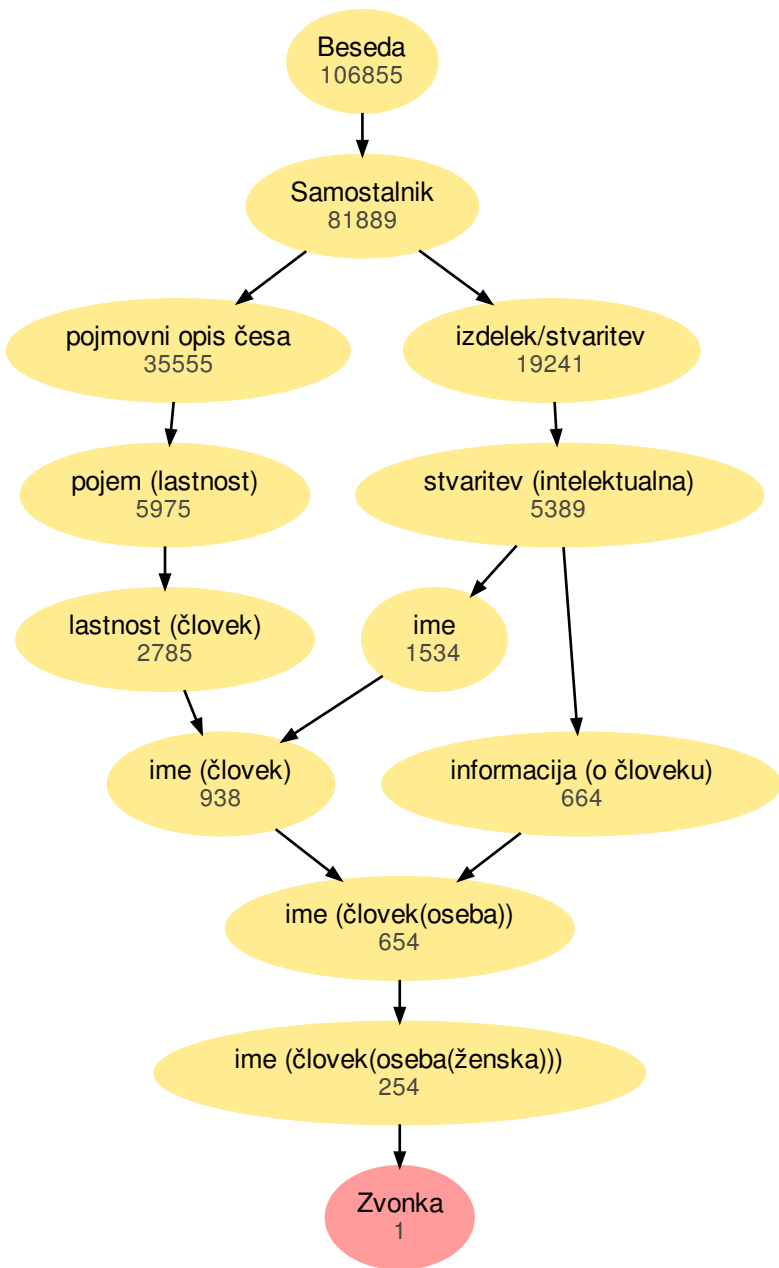 Beseda
106855
Samostalnik
81889
pojmovni opis česa
35555
izdelek/stvaritev
19241
pojem (lastnost)
5975
stvaritev (intelektualna)
5389
lastnost (človek)
2785
ime
1534
ime (človek)
938
informacija (o človeku)
664
ime (človek(oseba))
654
ime (človek(oseba(ženska)))
254
Zvonka
1